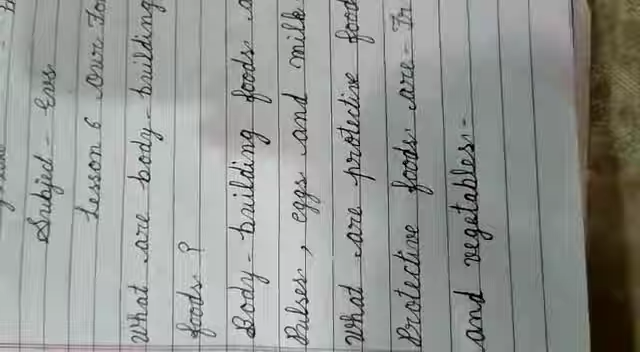 Subject - Evs
Lesson 6 our
What are body-building
foods ?
Body-building foods
Pulses, eggs and milk
What are protective food
Protective foods are -
and vegetables -